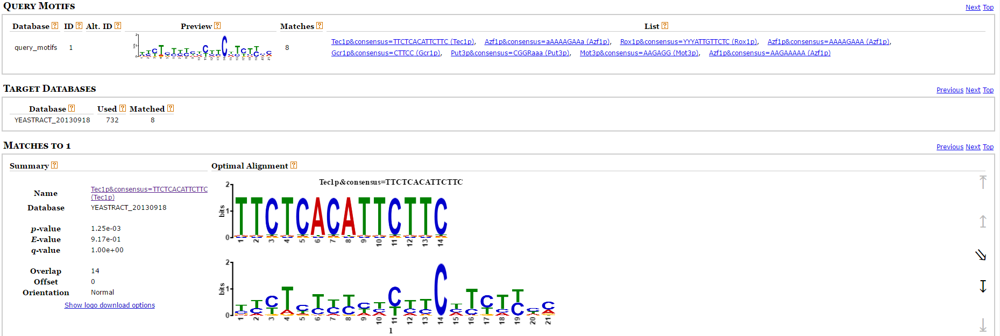 QUERY MOTIFS
Next Top
Database ? ID ? Alt. ID ? Preview ? Matches ? List ?
query_motifs 1 8
Tec1p&consensus=TTCTCACATTCTTC (Tec1p), Azf1p&consensus=aAAAAGAAa (Azf1p), Rox1p&consensus=YYYATTGTTCTC (Rox1p), Azf1p&consensus=AAAAGAAA (Azf1p),
Gcr1p&consensus=CTTCC (Gcr1p), Put3p&consensus=CGGRaaa (Put3p), Mot3p&consensus=AAGAGG (Mot3p), Azf1p&consensus=AAGAAAAA (Azf1p)
TARGET DATABASES
Previous Next Top
Database ? Used ? Matched ?
YEASTRACT_20130918 732 8
MATCHES TO 1
Previous Next Top
Summary ?
Name Tec1p&consensus=TTCTCACATTCTTC
(Tec1p)
Database YEASTRACT_20130918
p-value 1.25e-03
E-value 9.17e-01
q-value 1.00e+00
Overlap 14
Offset 0
Orientation Normal
Show logo download options
Optimal Alignment ?
Tec1p&consensus=TTCTCACATTCTTC
2
bits
1
0
TTCTCACATTCTTC
1 2 3 4 5 6 7 8 9 10 11 12 13 14
2
bits
1
0
1 2 3 4 5 6 7 8 9 10 11 12 13 14 15 16 17 18 19 20 21
1